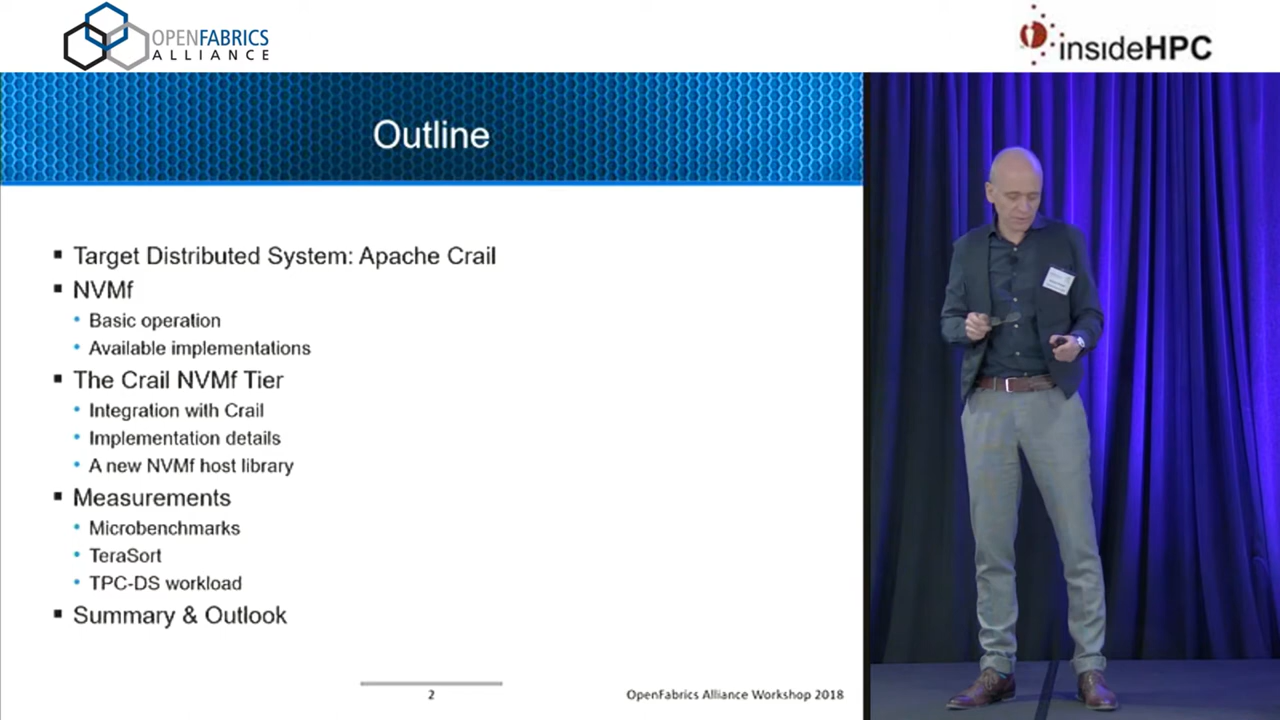 OPENFABRICS
ALLIANCE
insideHPC
Outline
Target Distributed System: Apache Crail
NVMf
Basic operation
Available implementations
The Crail NVMf Tier
Integration with Crail
Implementation details
A new NVMf host library
Measurements
Microbenchmarks
TeraSort
TPC-DS workload
Summary & Outlook
2
OpenFabrics Alliance Workshop 2018